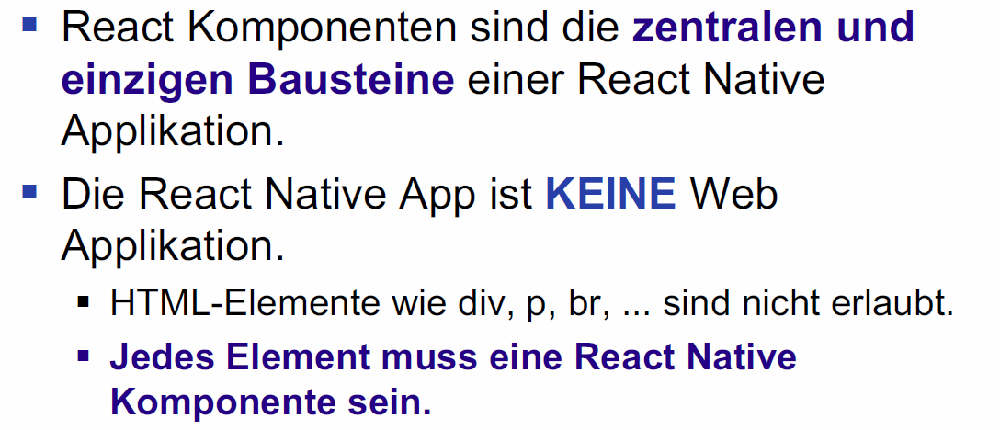 ▪ React Komponenten sind die zentralen und
einzigen Bausteine einer React Native
Applikation.
▪ Die React Native App ist KEINE Web
Applikation.
▪ HTML-Elemente wie div, p, br, ... sind nicht erlaubt.
▪ Jedes Element muss eine React Native
Komponente sein.